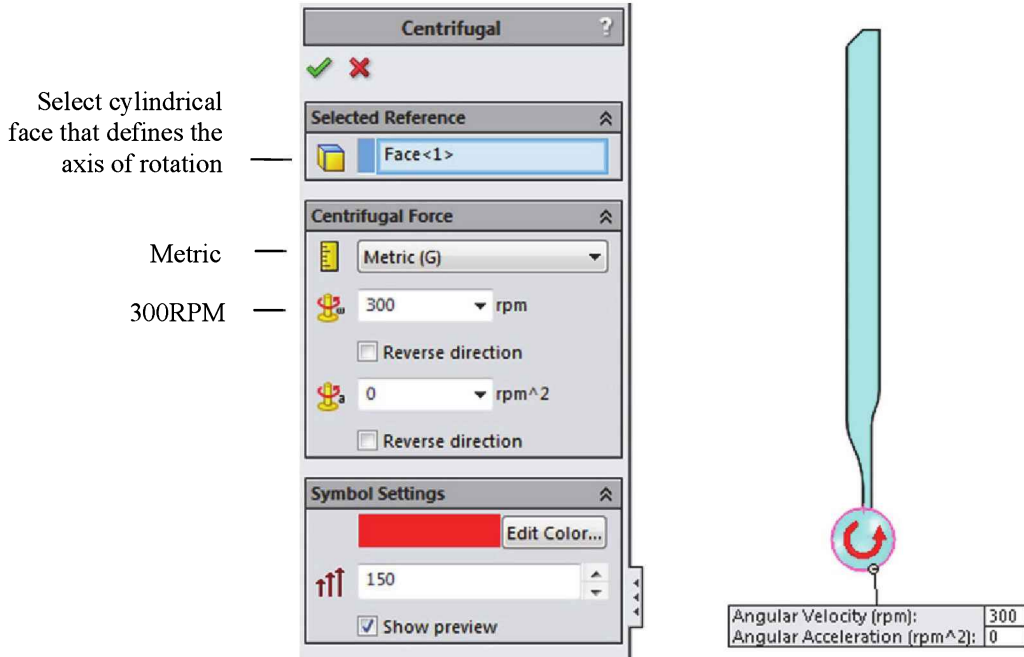 Centrifugal
?
Select cylindrical
face that defines the
axis of rotation
Selected Reference
Face<1>
Centrifugal Force
Metric
Metric (G)
300RPM
ω
300
rpm
Reverse direction
a
0
rpm^2
Reverse direction
Symbol Settings
Edit Color...
150
Show preview
Angular Velocity (rpm): 300
Angular Acceleration (rpm^2): 0